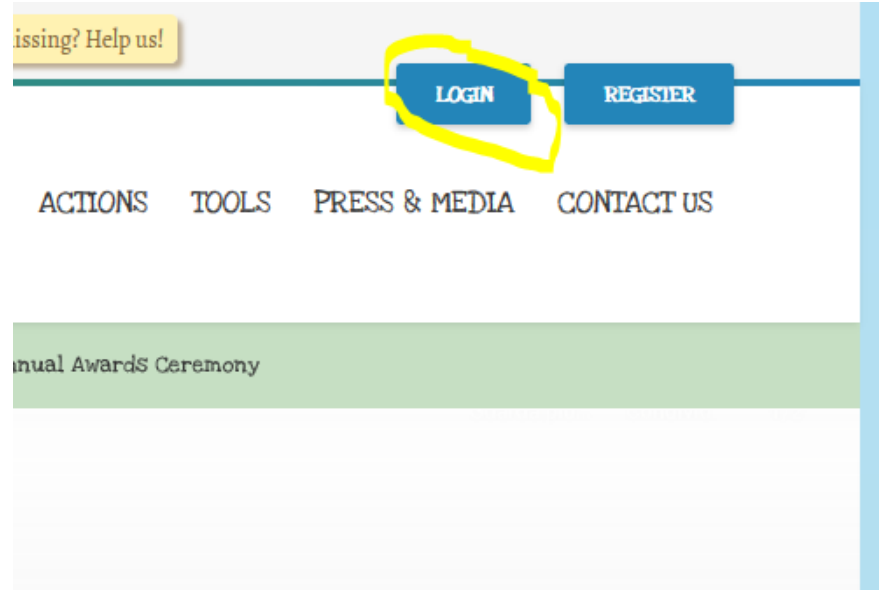 issing? Help us!
LOGIN REGISTER
ACTIONS TOOLS PRESS & MEDIA CONTACT US
nual Awards Ceremony